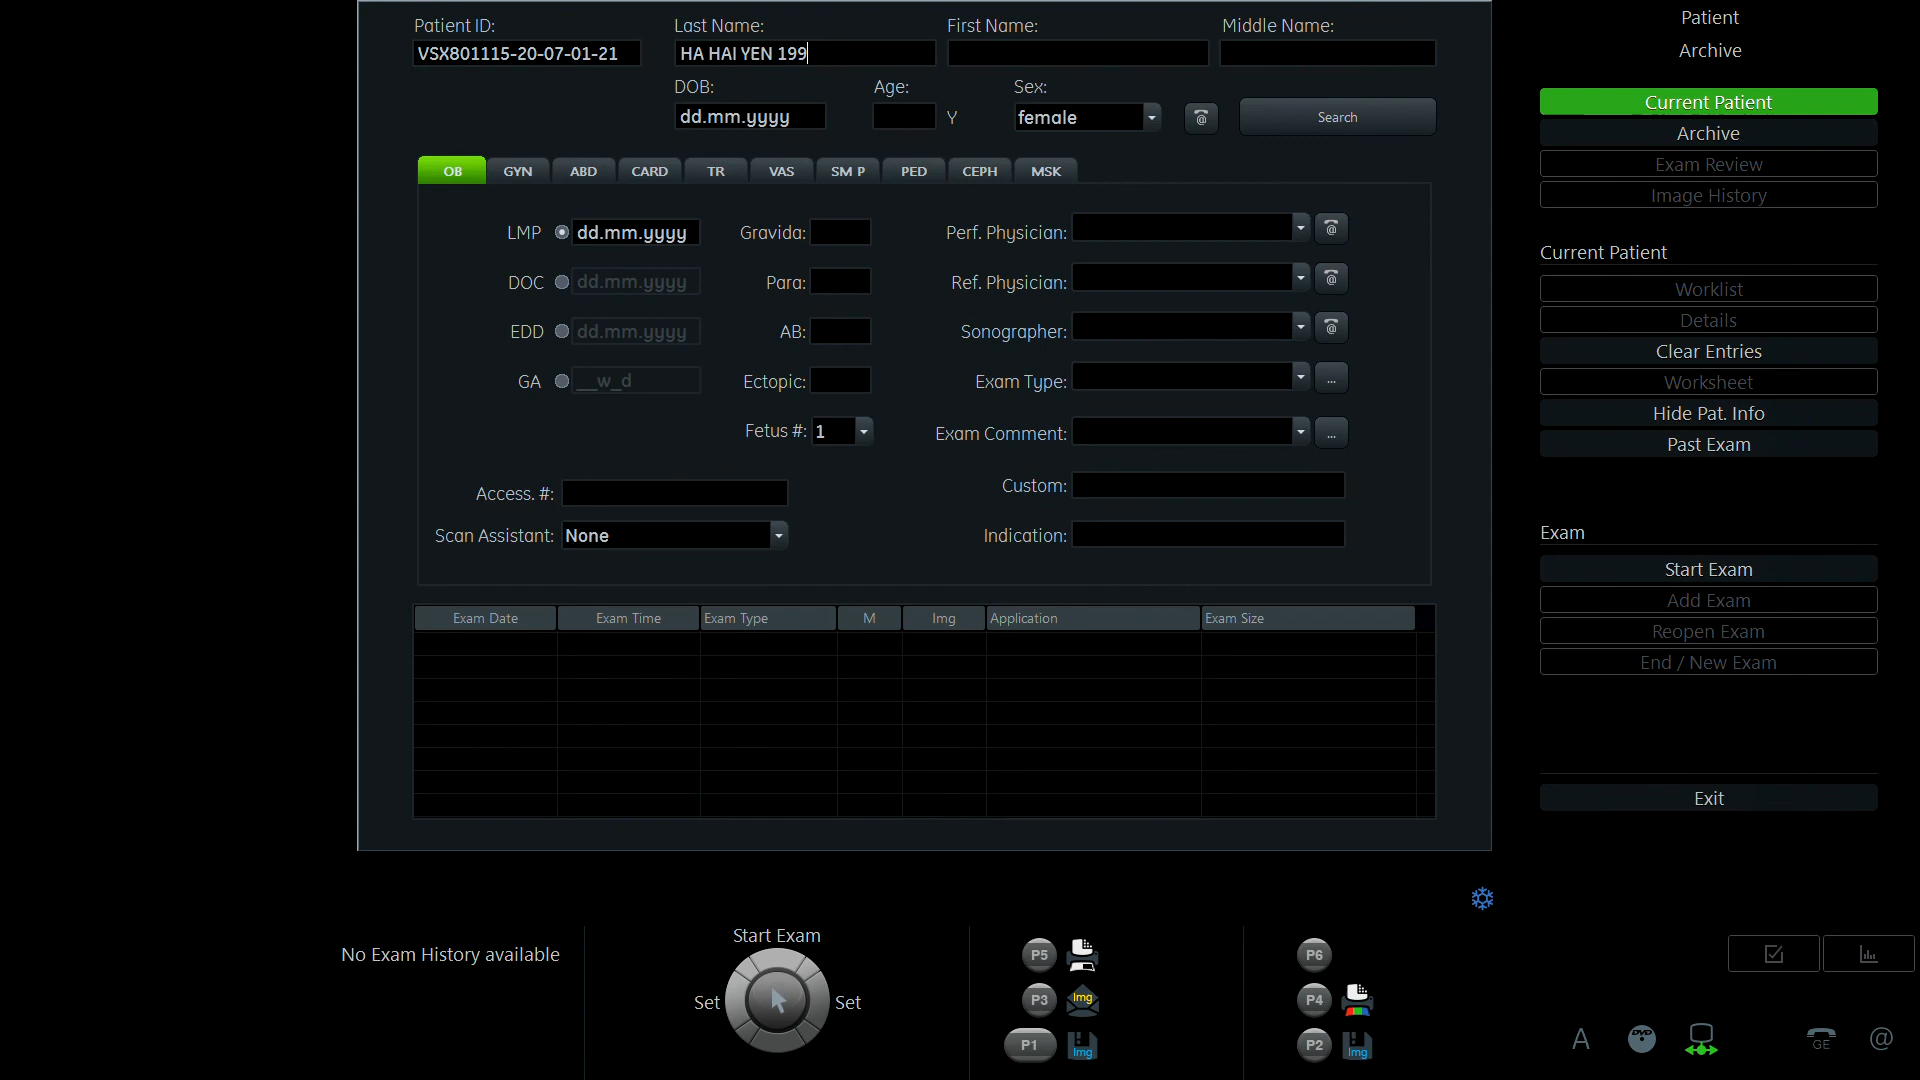 Patient ID:
VSX801115-20-07-01-21
Last Name:
HA HAI YEN 199
First Name:
Middle Name:
DOB:
dd.mm.yyyy
Age:
Y
Sex:
female
@
Search
OB GYN ABD CARD TR VAS SM P PED CEPH MSK
LMP dd.mm.yyyy
DOC dd.mm.yyyy
EDD dd.mm.yyyy
GA __w_d
Gravida:
Para:
AB:
Ectopic:
Fetus #: 1
Perf. Physician: @
Ref. Physician: @
Sonographer: @
Exam Type: ...
Exam Comment: ...
Access. #:
Scan Assistant: None
Custom:
Indication:
Exam Date Exam Time Exam Type M Img Application Exam Size
Patient
Archive
Current Patient
Archive
Exam Review
Image History
Current Patient
Worklist
Details
Clear Entries
Worksheet
Hide Pat. Info
Past Exam
Exam
Start Exam
Add Exam
Reopen Exam
End / New Exam
Exit
No Exam History available
Start Exam
Set Set
P5
P3 Img
P1 Img
P6
P4
P2 Img
A DVD GE @